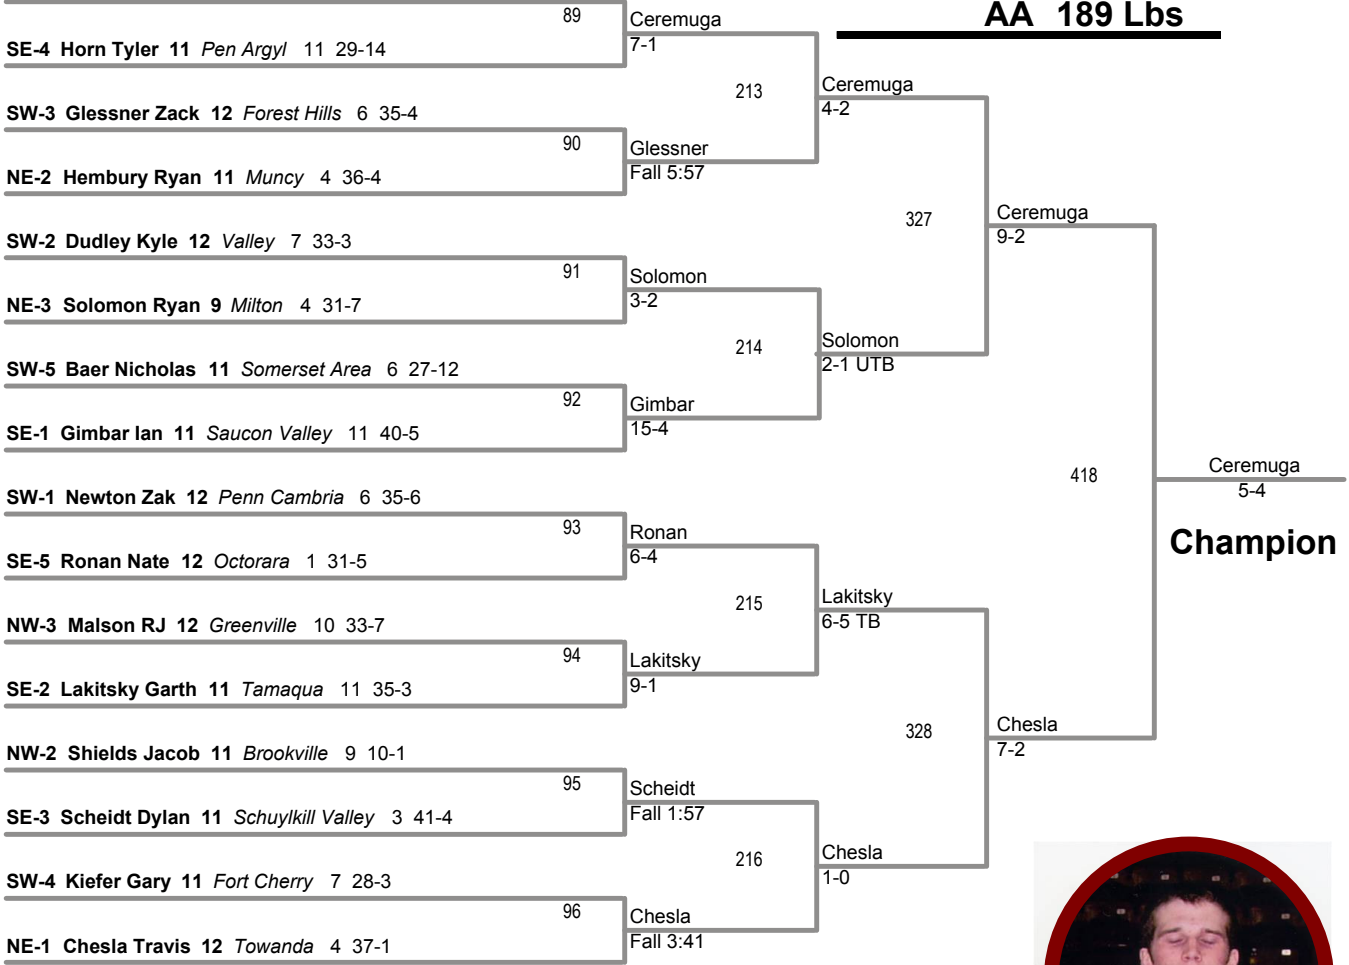 AA 189 Lbs
89
Ceremuga
7-1
SE-4 Horn Tyler 11 Pen Argyl 11 29-14
213
Ceremuga
4-2
SW-3 Glessner Zack 12 Forest Hills 6 35-4
90
Glessner
Fall 5:57
NE-2 Hembury Ryan 11 Muncy 4 36-4
327
Ceremuga
9-2
SW-2 Dudley Kyle 12 Valley 7 33-3
91
Solomon
3-2
NE-3 Solomon Ryan 9 Milton 4 31-7
214
Solomon
2-1 UTB
SW-5 Baer Nicholas 11 Somerset Area 6 27-12
92
Gimbar
15-4
SE-1 Gimbar Ian 11 Saucon Valley 11 40-5
418
Ceremuga
5-4
Champion
SW-1 Newton Zak 12 Penn Cambria 6 35-6
93
Ronan
6-4
SE-5 Ronan Nate 12 Octorara 1 31-5
215
Lakitsky
6-5 TB
NW-3 Malson RJ 12 Greenville 10 33-7
94
Lakitsky
9-1
SE-2 Lakitsky Garth 11 Tamaqua 11 35-3
328
Chesla
7-2
NW-2 Shields Jacob 11 Brookville 9 10-1
95
Scheidt
Fall 1:57
SE-3 Scheidt Dylan 11 Schuylkill Valley 3 41-4
216
Chesla
1-0
SW-4 Kiefer Gary 11 Fort Cherry 7 28-3
96
Chesla
Fall 3:41
NE-1 Chesla Travis 12 Towanda 4 37-1